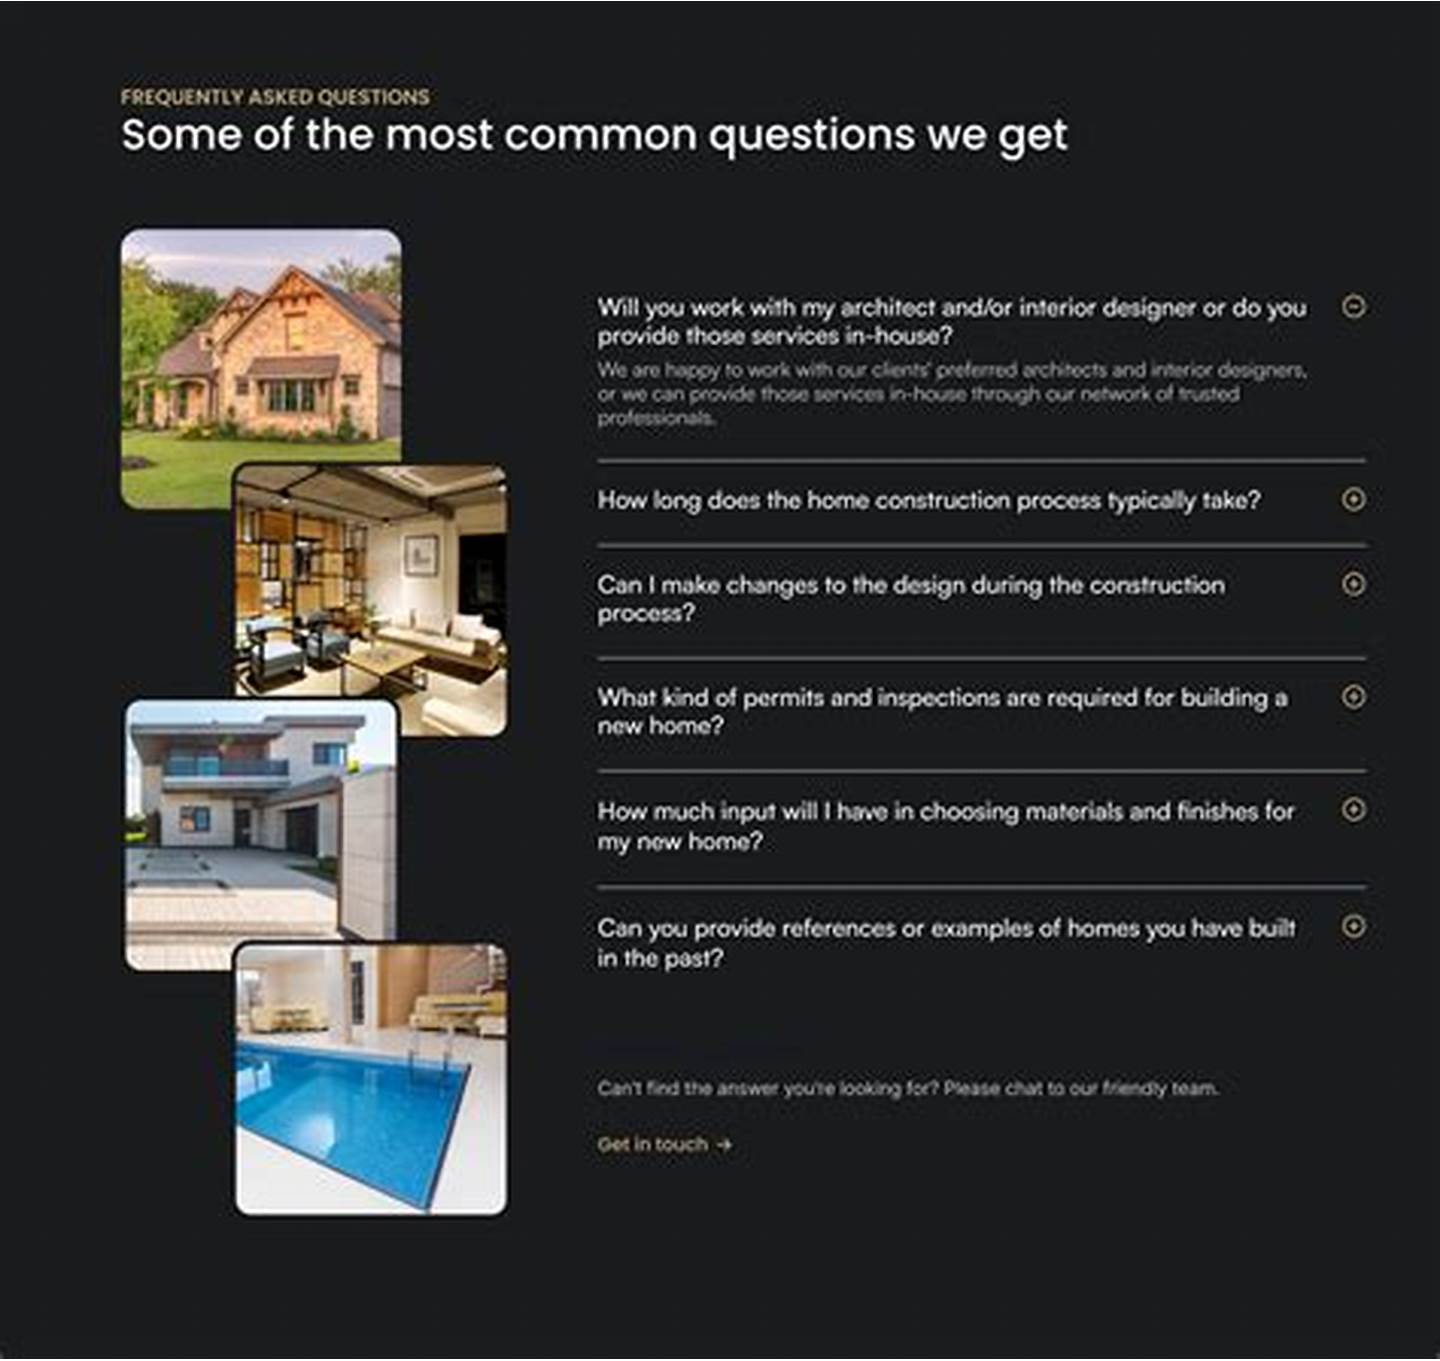 FREQUENTLY ASKED QUESTIONS
Some of the most common questions we get
Will you work with my architect and/or interior designer or do you
provide those services in-house?
We are happy to work with our clients' preferred architects and interior designers,
or we can provide those services in-house through our network of trusted
professionals.
How long does the home construction process typically take?
Can I make changes to the design during the construction
process?
What kind of permits and inspections are required for building a
new home?
How much input will I have in choosing materials and finishes for
my new home?
Can you provide references or examples of homes you have built
in the past?
Can't find the answer you're looking for? Please chat to our friendly team.
Get in touch →